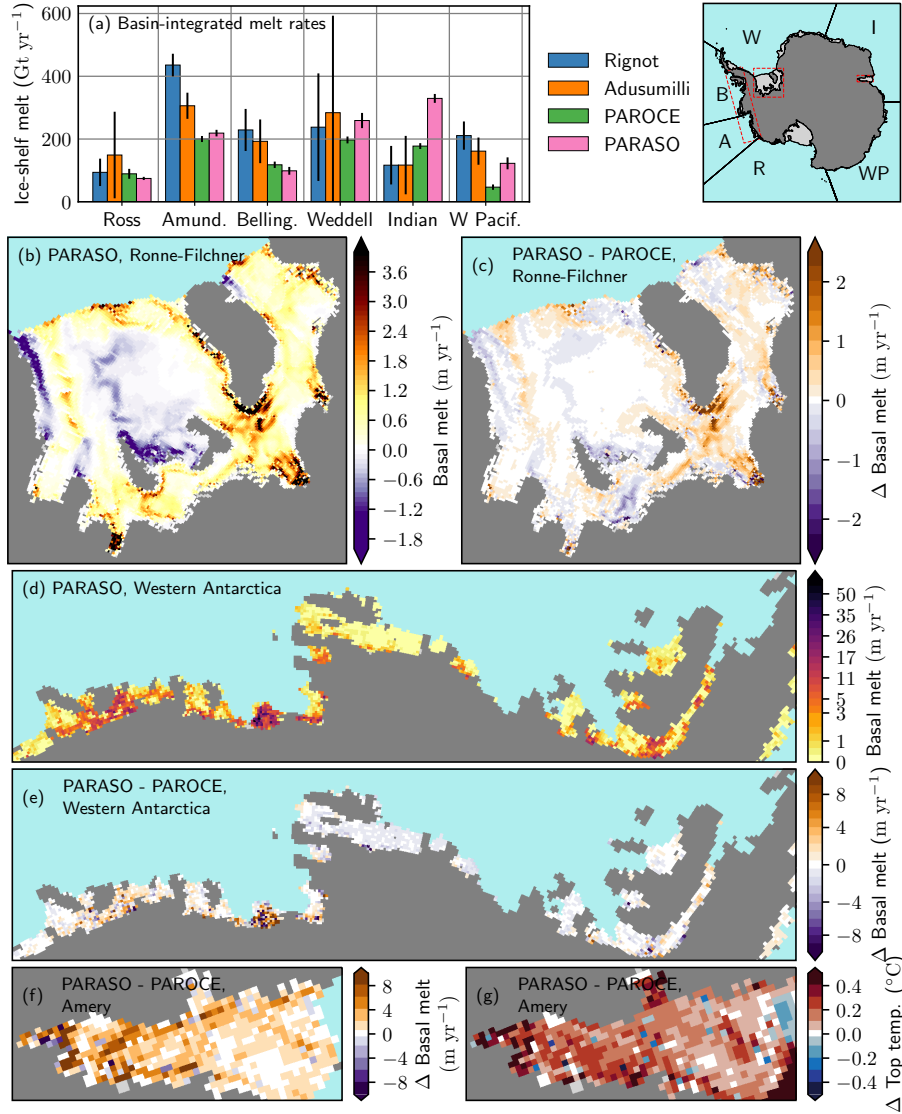 (a) Basin-integrated melt rates
Ice-shelf melt (Gt yr⁻¹)
600
400
200
0
Ross
Amund.
Belling.
Weddell
Indian
W Pacif.
Rignot
Adusumilli
PAROCE
PARASO
W
I
B
A
R
WP
(b) PARASO, Ronne-Filchner
3.6
3.0
2.4
1.8
1.2
0.6
0.0
−0.6
−1.2
−1.8
Basal melt (m yr⁻¹)
(c)
PARASO - PAROCE,
Ronne-Filchner
2
1
0
−1
−2
Δ Basal melt (m yr⁻¹)
(d) PARASO, Western Antarctica
50
35
26
17
11
5
3
1
0
Basal melt (m yr⁻¹)
(e)
PARASO - PAROCE,
Western Antarctica
8
4
0
−4
−8
Δ Basal melt (m yr⁻¹)
(f)
PARASO - PAROCE,
Amery
8
4
0
−4
−8
Δ Basal melt
(m yr⁻¹)
(g)
PARASO - PAROCE,
Amery
0.4
0.2
0.0
−0.2
−0.4
Δ Top temp. (°C)